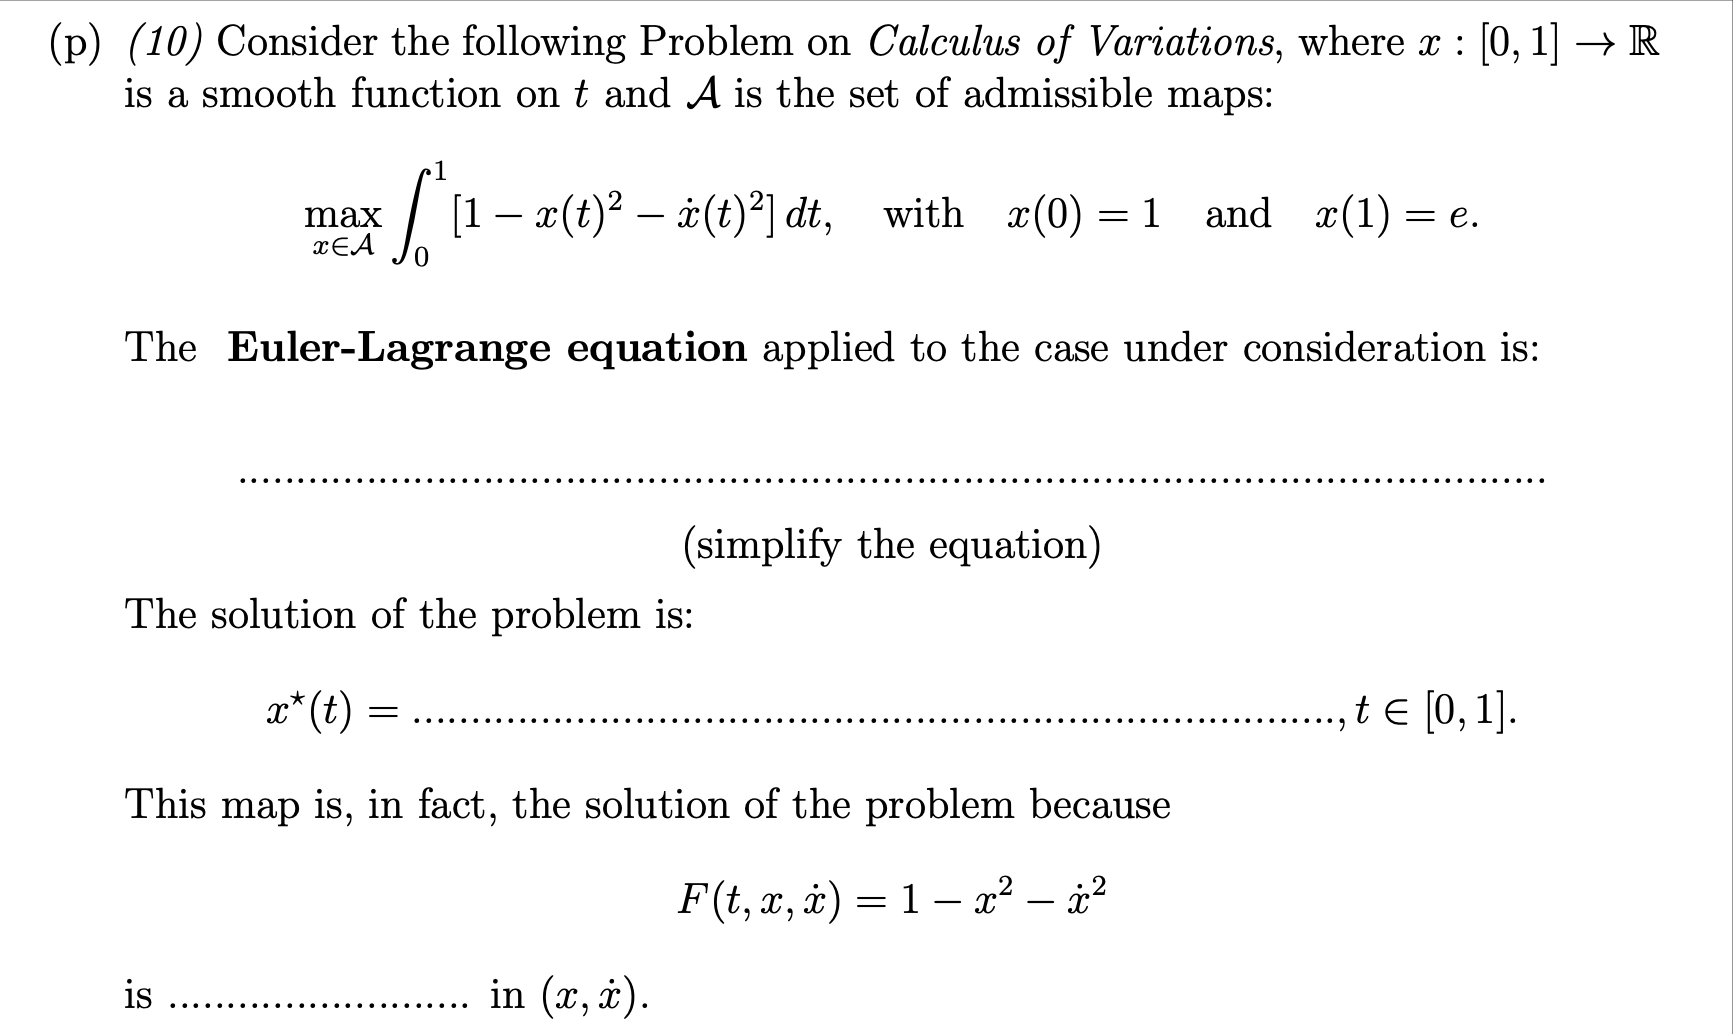 (p) (10) Consider the following Problem on Calculus of Variations, where x : [0, 1] → ℝ
is a smooth function on t and 𝒜 is the set of admissible maps:
max_{x∈𝒜} ∫_0^1 [1 − x(t)² − ẋ(t)²] dt, with x(0) = 1 and x(1) = e.
The Euler-Lagrange equation applied to the case under consideration is:
........................................................................................................
(simplify the equation)
The solution of the problem is:
x⋆(t) = ............................................................................, t ∈ [0, 1].
This map is, in fact, the solution of the problem because
F(t, x, ẋ) = 1 − x² − ẋ²
is .......................... in (x, ẋ).